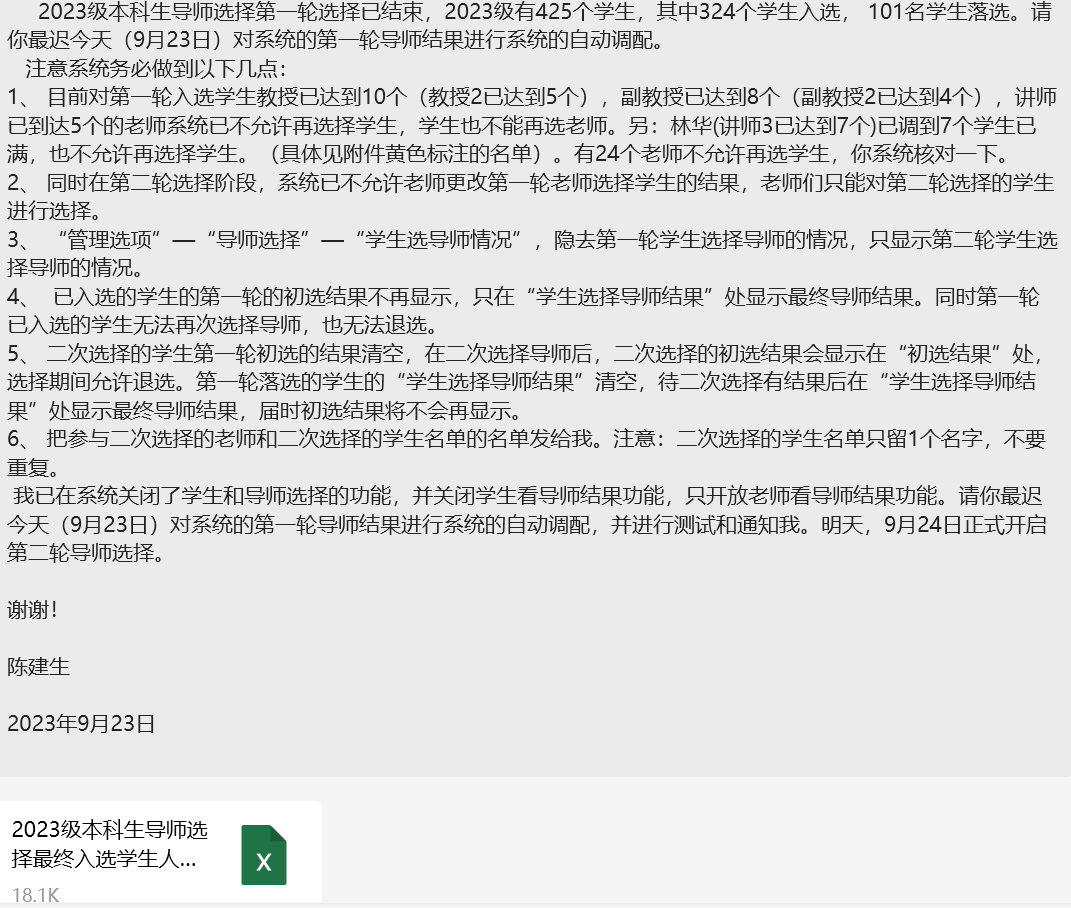 2023级本科生导师选择第一轮选择已结束，2023级有425个学生，其中324个学生入选， 101名学生落选。请
你最迟今天（9月23日）对系统的第一轮导师结果进行系统的自动调配。
注意系统务必做到以下几点：
1、 目前对第一轮入选学生教授已达到10个（教授2已达到5个），副教授已达到8个（副教授2已达到4个），讲师
已到达5个的老师系统已不允许再选择学生，学生也不能再选老师。另：林华(讲师3已达到7个)已调到7个学生已
满，也不允许再选择学生。（具体见附件黄色标注的名单）。有24个老师不允许再选学生，你系统核对一下。
2、 同时在第二轮选择阶段，系统已不允许老师更改第一轮老师选择学生的结果，老师们只能对第二轮选择的学生
进行选择。
3、 “管理选项”—“导师选择”—“学生选导师情况”，隐去第一轮学生选择导师的情况，只显示第二轮学生选
择导师的情况。
4、 已入选的学生的第一轮的初选结果不再显示，只在“学生选择导师结果”处显示最终导师结果。同时第一轮
已入选的学生无法再次选择导师，也无法退选。
5、 二次选择的学生第一轮初选的结果清空，在二次选择导师后，二次选择的初选结果会显示在“初选结果”处，
选择期间允许退选。第一轮落选的学生的“学生选择导师结果”清空，待二次选择有结果后在“学生选择导师结
果”处显示最终导师结果，届时初选结果将不会再显示。
6、 把参与二次选择的老师和二次选择的学生名单的名单发给我。注意：二次选择的学生名单只留1个名字，不要
重复。
我已在系统关闭了学生和导师选择的功能，并关闭学生看导师结果功能，只开放老师看导师结果功能。请你最迟
今天（9月23日）对系统的第一轮导师结果进行系统的自动调配，并进行测试和通知我。明天，9月24日正式开启
第二轮导师选择。
谢谢！
陈建生
2023年9月23日
2023级本科生导师选
择最终入选学生人...
X
18.1K